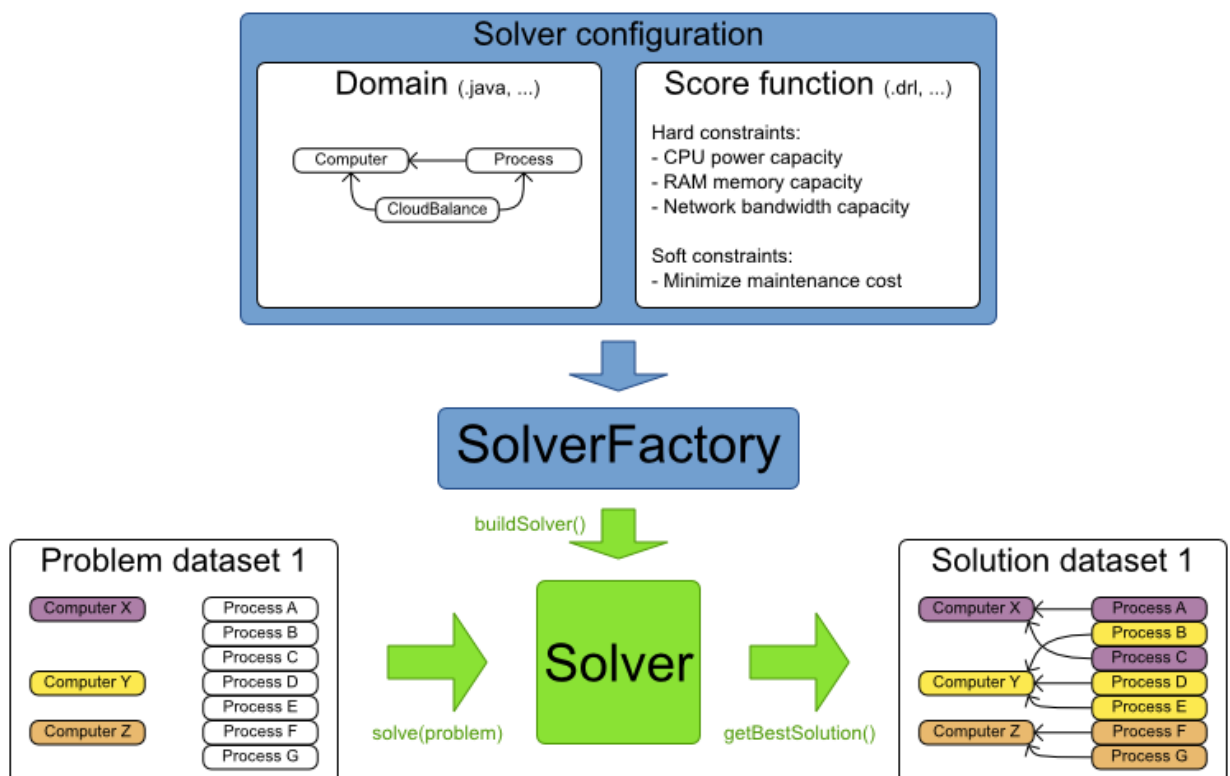 Solver configuration
Domain (.java, ...)
Computer
Process
CloudBalance
Score function (.drl, ...)
Hard constraints:
- CPU power capacity
- RAM memory capacity
- Network bandwidth capacity
Soft constraints:
- Minimize maintenance cost
SolverFactory
buildSolver()
Problem dataset 1
Computer X
Computer Y
Computer Z
Process A
Process B
Process C
Process D
Process E
Process F
Process G
solve(problem)
Solver
getBestSolution()
Solution dataset 1
Computer X
Computer Y
Computer Z
Process A
Process B
Process C
Process D
Process E
Process F
Process G